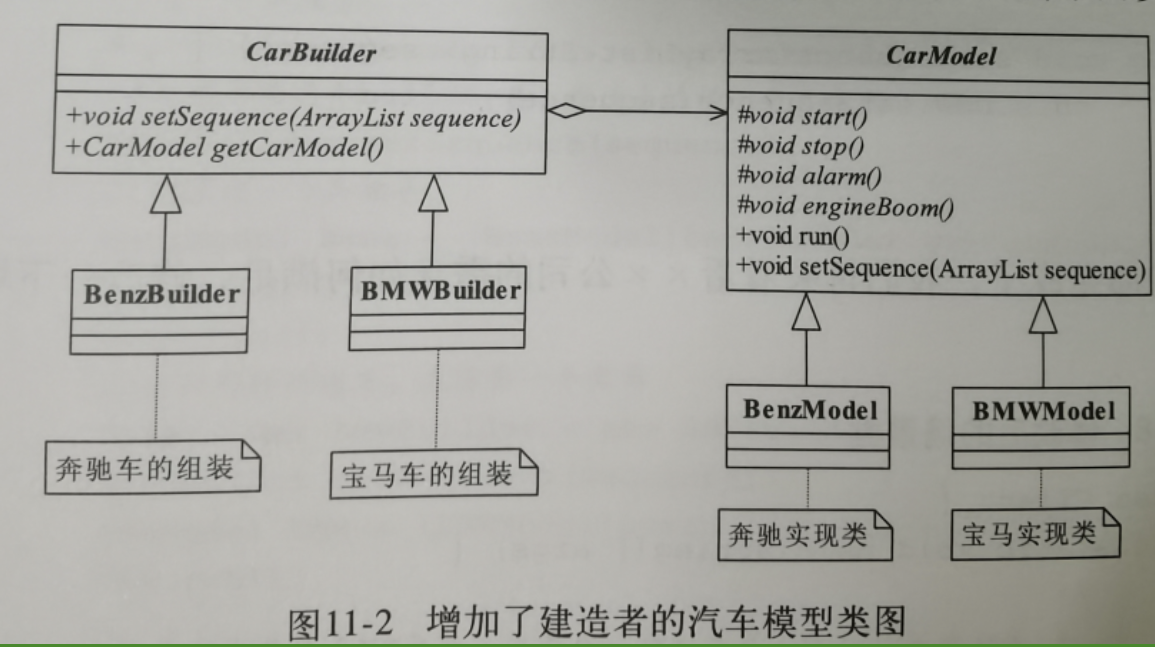 CarBuilder
+void setSequence(ArrayList sequence)
+CarModel getCarModel()
CarModel
#void start()
#void stop()
#void alarm()
#void engineBoom()
+void run()
+void setSequence(ArrayList sequence)
BenzBuilder
BMWBuilder
BenzModel
BMWModel
奔驰车的组装
宝马车的组装
奔驰实现类
宝马实现类
图11-2 增加了建造者的汽车模型类图